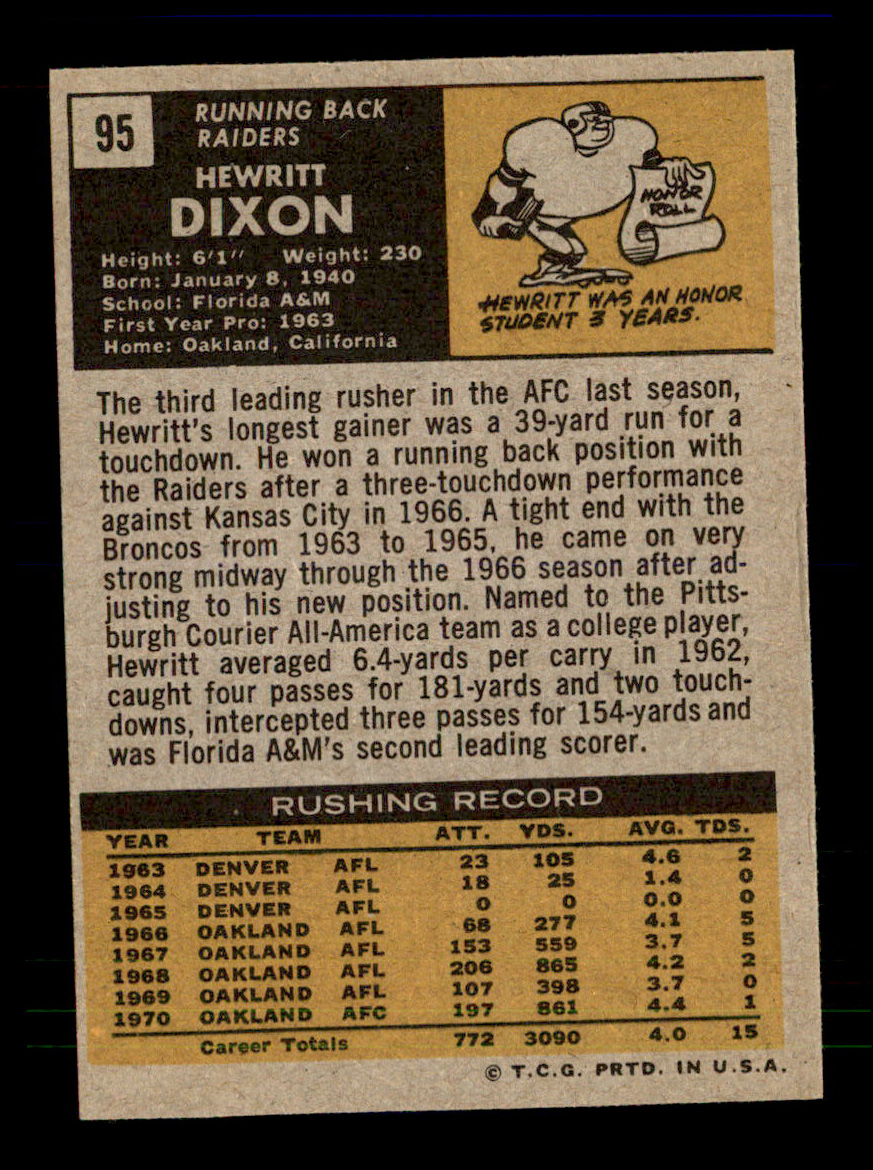 95
RUNNING BACK
RAIDERS
HEWRITT
DIXON
Height: 6'1" Weight: 230
Born: January 8, 1940
School: Florida A&M
First Year Pro: 1963
Home: Oakland, California
HONOR
ROLL
HEWRITT WAS AN HONOR
STUDENT 3 YEARS.
The third leading rusher in the AFC last season,
Hewritt's longest gainer was a 39-yard run for a
touchdown. He won a running back position with
the Raiders after a three-touchdown performance
against Kansas City in 1966. A tight end with the
Broncos from 1963 to 1965, he came on very
strong midway through the 1966 season after ad-
justing to his new position. Named to the Pitts-
burgh Courier All-America team as a college player,
Hewritt averaged 6.4-yards per carry in 1962,
caught four passes for 181-yards and two touch-
downs, intercepted three passes for 154-yards and
was Florida A&M's second leading scorer.
RUSHING RECORD
YEAR TEAM ATT. YDS. AVG. TDS.
1963 DENVER AFL 23 105 4.6 2
1964 DENVER AFL 18 25 1.4 0
1965 DENVER AFL 0 0 0.0 0
1966 OAKLAND AFL 68 277 4.1 5
1967 OAKLAND AFL 153 559 3.7 5
1968 OAKLAND AFL 206 865 4.2 2
1969 OAKLAND AFL 107 398 3.7 0
1970 OAKLAND AFC 197 861 4.4 1
Career Totals 772 3090 4.0 15
© T.C.G. PRTD. IN U.S.A.